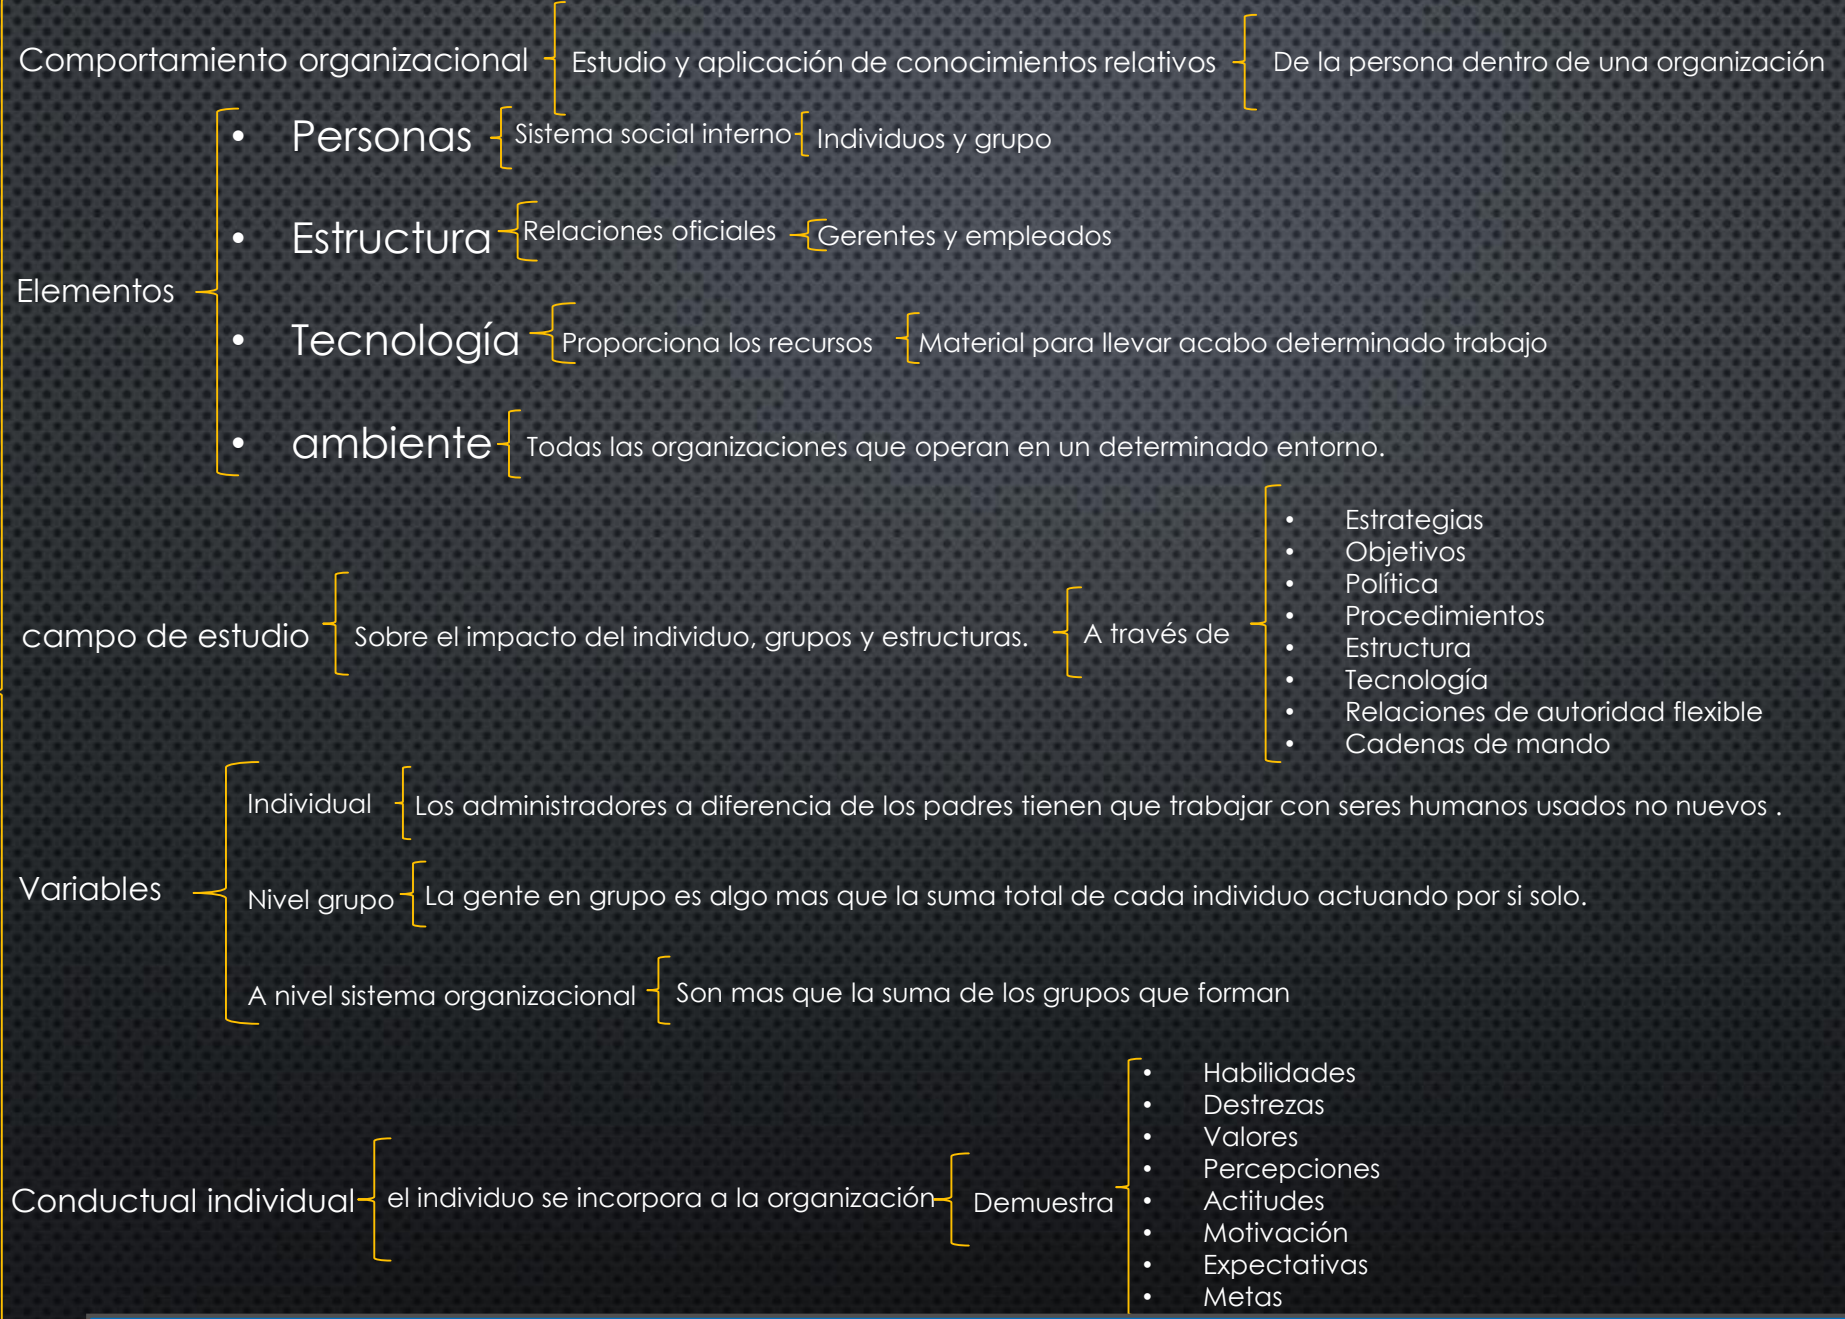 Comportamiento organizacional
Estudio y aplicación de conocimientos relativos
De la persona dentro de una organización
Elementos
• Personas
Sistema social interno
Individuos y grupo
• Estructura
Relaciones oficiales
Gerentes y empleados
• Tecnología
Proporciona los recursos
Material para llevar acabo determinado trabajo
• ambiente
Todas las organizaciones que operan en un determinado entorno.
campo de estudio
Sobre el impacto del individuo, grupos y estructuras.
A través de
• Estrategias
• Objetivos
• Política
• Procedimientos
• Estructura
• Tecnología
• Relaciones de autoridad flexible
• Cadenas de mando
Variables
Individual
Los administradores a diferencia de los padres tienen que trabajar con seres humanos usados no nuevos .
Nivel grupo
La gente en grupo es algo mas que la suma total de cada individuo actuando por si solo.
A nivel sistema organizacional
Son mas que la suma de los grupos que forman
Conductual individual
el individuo se incorpora a la organización
Demuestra
• Habilidades
• Destrezas
• Valores
• Percepciones
• Actitudes
• Motivación
• Expectativas
• Metas